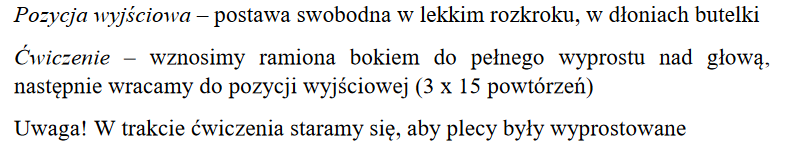 Pozycja wyjściowa – postawa swobodna w lekkim rozkroku, w dłoniach butelki
Ćwiczenie – wznosimy ramiona bokiem do pełnego wyprostu nad głową,
następnie wracamy do pozycji wyjściowej (3 x 15 powtórzeń)
Uwaga! W trakcie ćwiczenia staramy się, aby plecy były wyprostowane